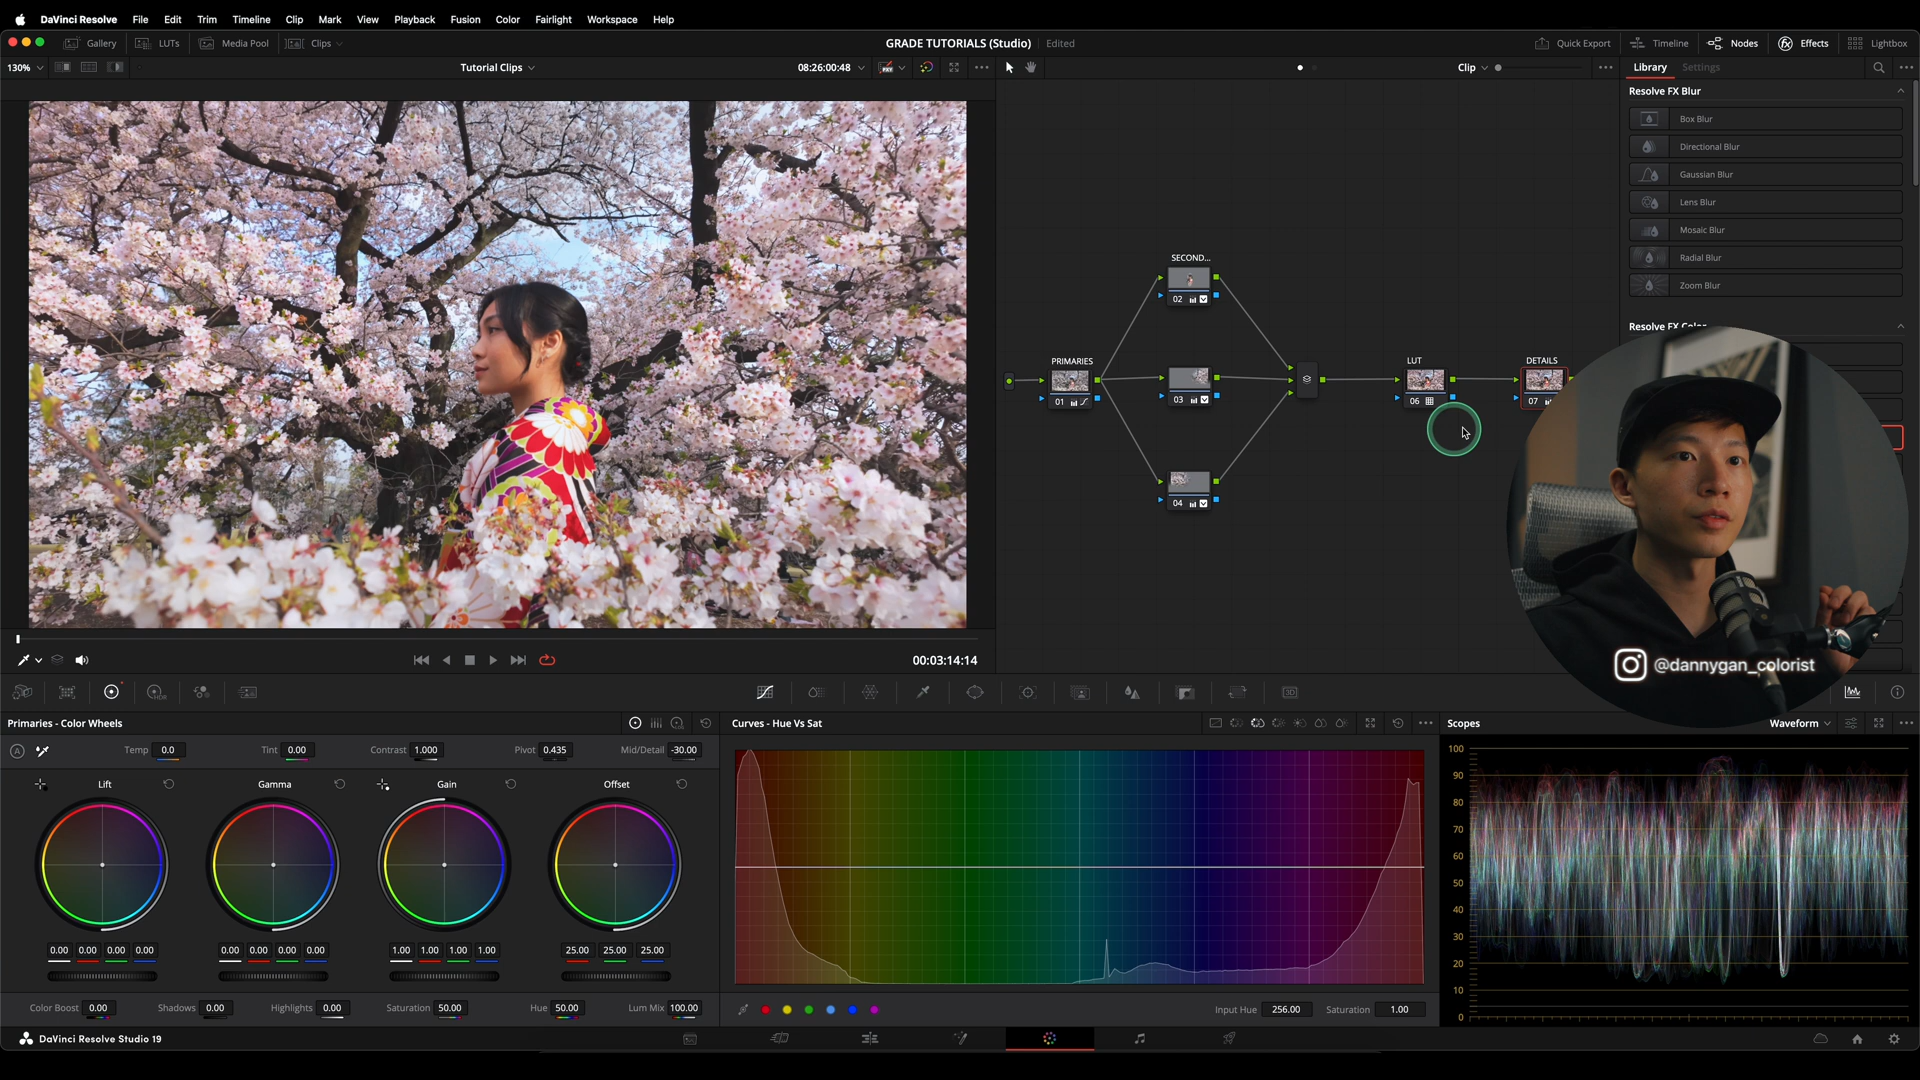 DaVinci Resolve File Edit Trim Timeline Clip Mark View Playback Fusion Color Fairlight Workspace Help
Gallery LUTs Media Pool Clips GRADE TUTORIALS (Studio) Edited Quick Export Timeline Nodes Effects Lightbox
130% Tutorial Clips 08:26:00:48 Clip Library Settings
Resolve FX Blur
Box Blur
Directional Blur
Gaussian Blur
Lens Blur
Mosaic Blur
Radial Blur
Zoom Blur
Resolve FX Color
SECOND...
02
PRIMARIES
01
03
04
LUT
06
DETAILS
07
@dannygan_colorist
00:03:14:14
Primaries - Color Wheels
Temp 0.0 Tint 0.00 Contrast 1.000 Pivot 0.435 Mid/Detail -30.00
Lift Gamma Gain Offset
0.00 0.00 0.00 0.00 0.00 0.00 0.00 0.00 1.00 1.00 1.00 1.00 25.00 25.00 25.00
Color Boost 0.00 Shadows 0.00 Highlights 0.00 Saturation 50.00 Hue 50.00 Lum Mix 100.00
Curves - Hue Vs Sat
Input Hue 256.00 Saturation 1.00
Scopes Waveform
100
90
80
70
60
50
40
30
20
10
0
DaVinci Resolve Studio 19
HDR
3D